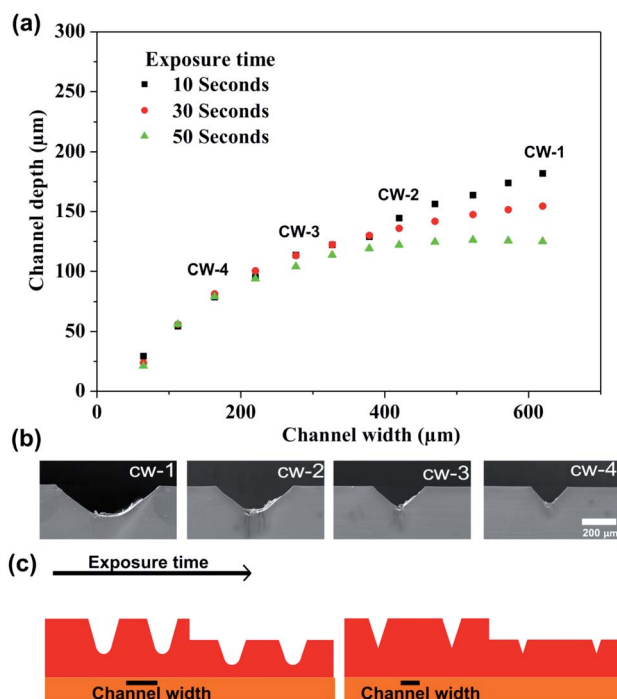 (a)
300
250
200
150
100
50
0
Channel depth (μm)
Exposure time
10 Seconds
30 Seconds
50 Seconds
CW-1
CW-2
CW-3
CW-4
0 200 400 600
Channel width (μm)
(b)
cw-1 cw-2 cw-3 cw-4
200 μm
(c)
Exposure time
Channel width Channel width